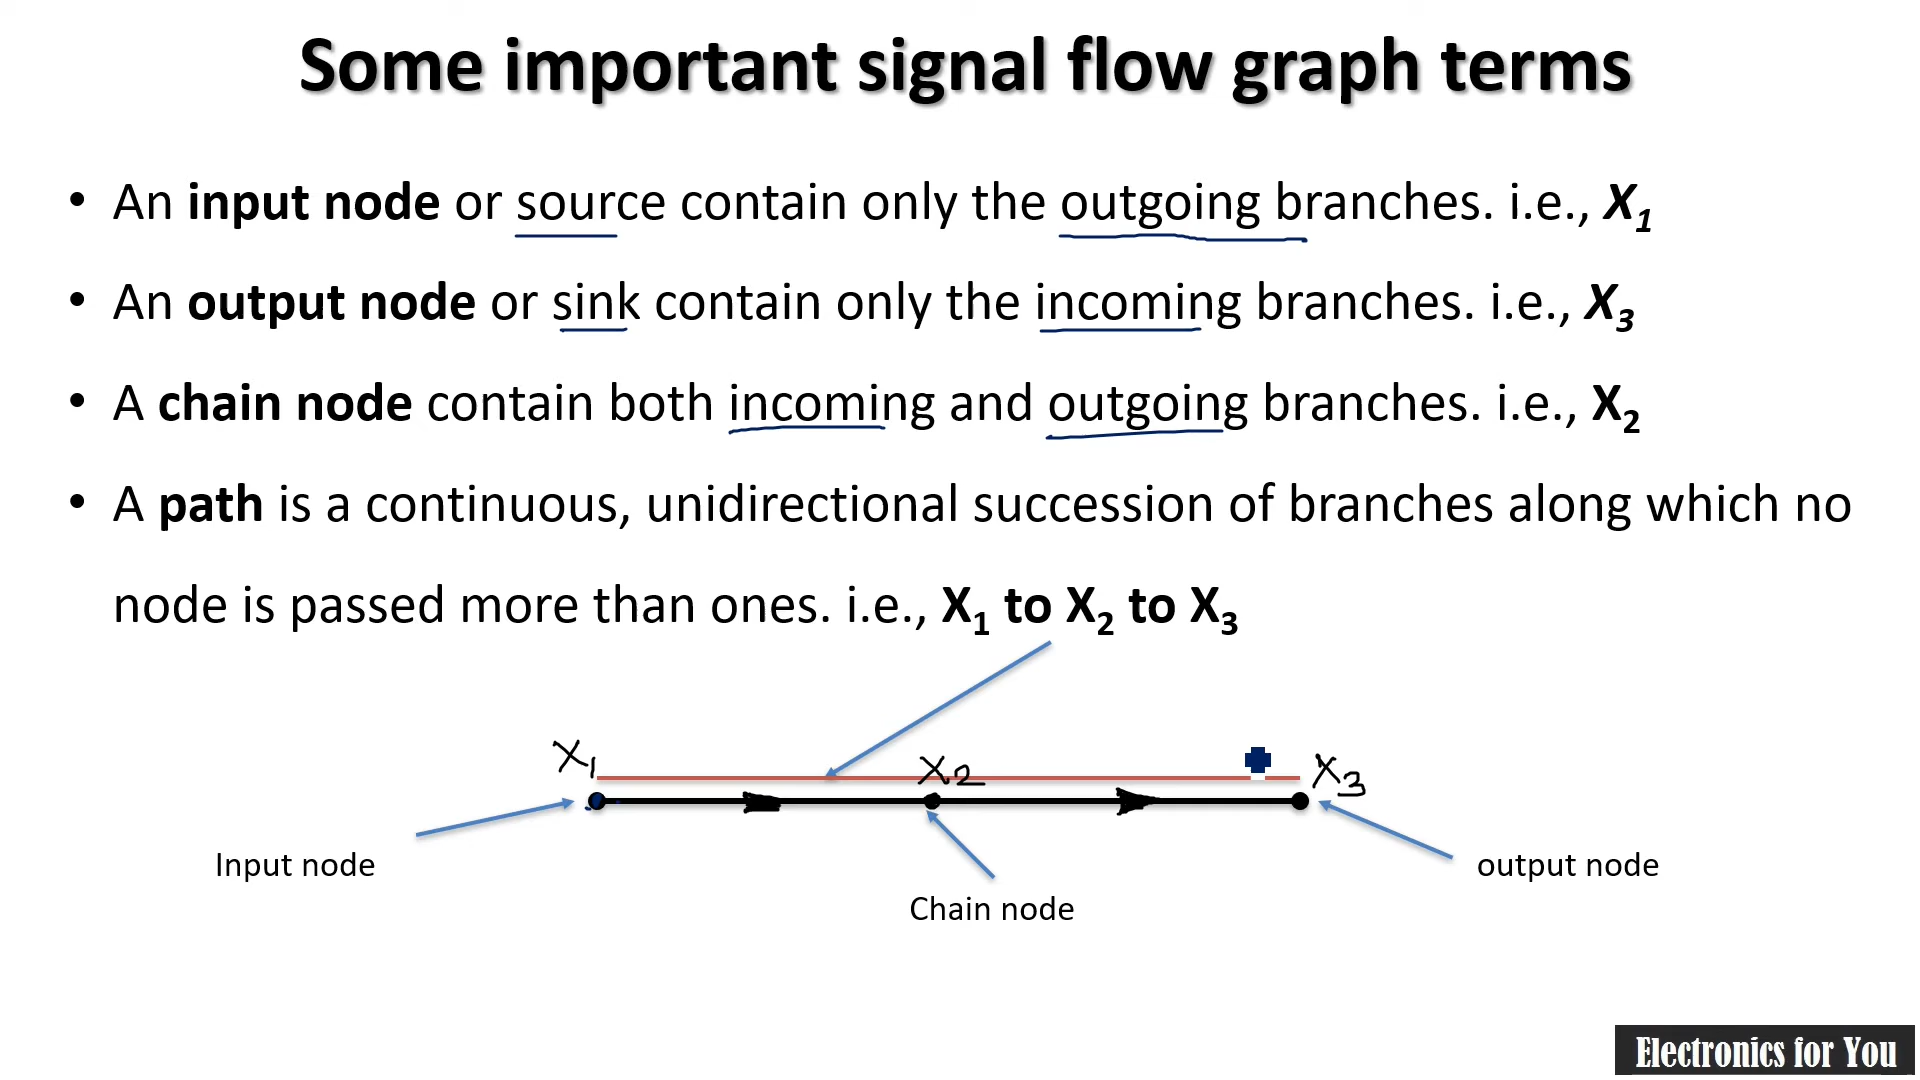 Some important signal flow graph terms
• An input node or source contain only the outgoing branches. i.e., X1
• An output node or sink contain only the incoming branches. i.e., X3
• A chain node contain both incoming and outgoing branches. i.e., X2
• A path is a continuous, unidirectional succession of branches along which no
node is passed more than ones. i.e., X1 to X2 to X3
X1
X2
X3
Input node
output node
Chain node
Electronics for You